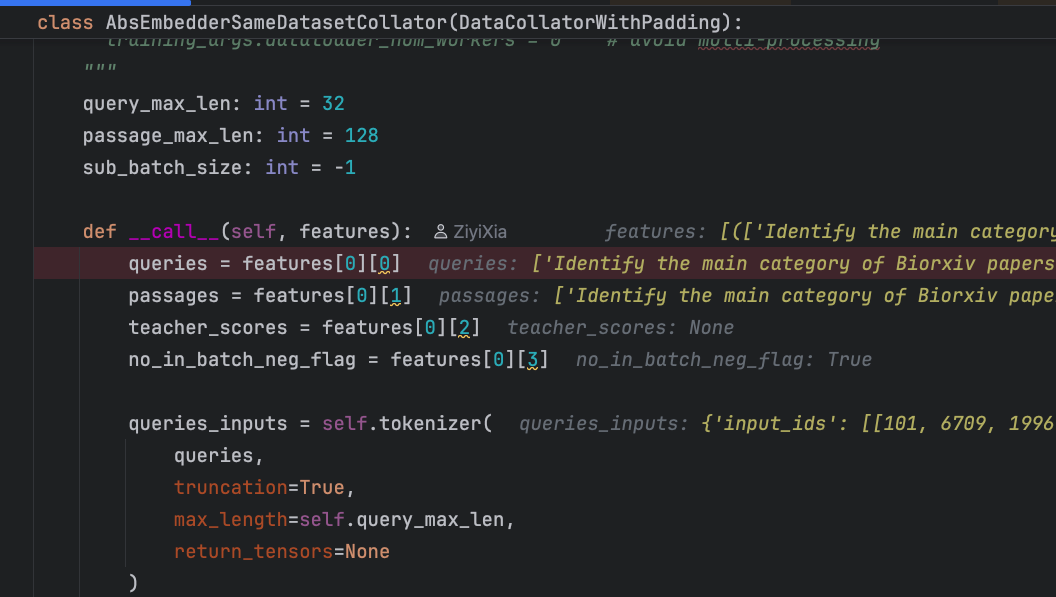 class AbsEmbedderSameDatasetCollator(DataCollatorWithPadding):
training_args.dataloader_num_workers = 0    # avoid multi-processing
"""
query_max_len: int = 32
passage_max_len: int = 128
sub_batch_size: int = -1
def __call__(self, features): ZiyiXia features: [(['Identify the main category
queries = features[0][0] queries: ['Identify the main category of Biorxiv papers
passages = features[0][1] passages: ['Identify the main category of Biorxiv pape
teacher_scores = features[0][2] teacher_scores: None
no_in_batch_neg_flag = features[0][3] no_in_batch_neg_flag: True
queries_inputs = self.tokenizer( queries_inputs: {'input_ids': [[101, 6709, 1996
queries,
truncation=True,
max_length=self.query_max_len,
return_tensors=None
)